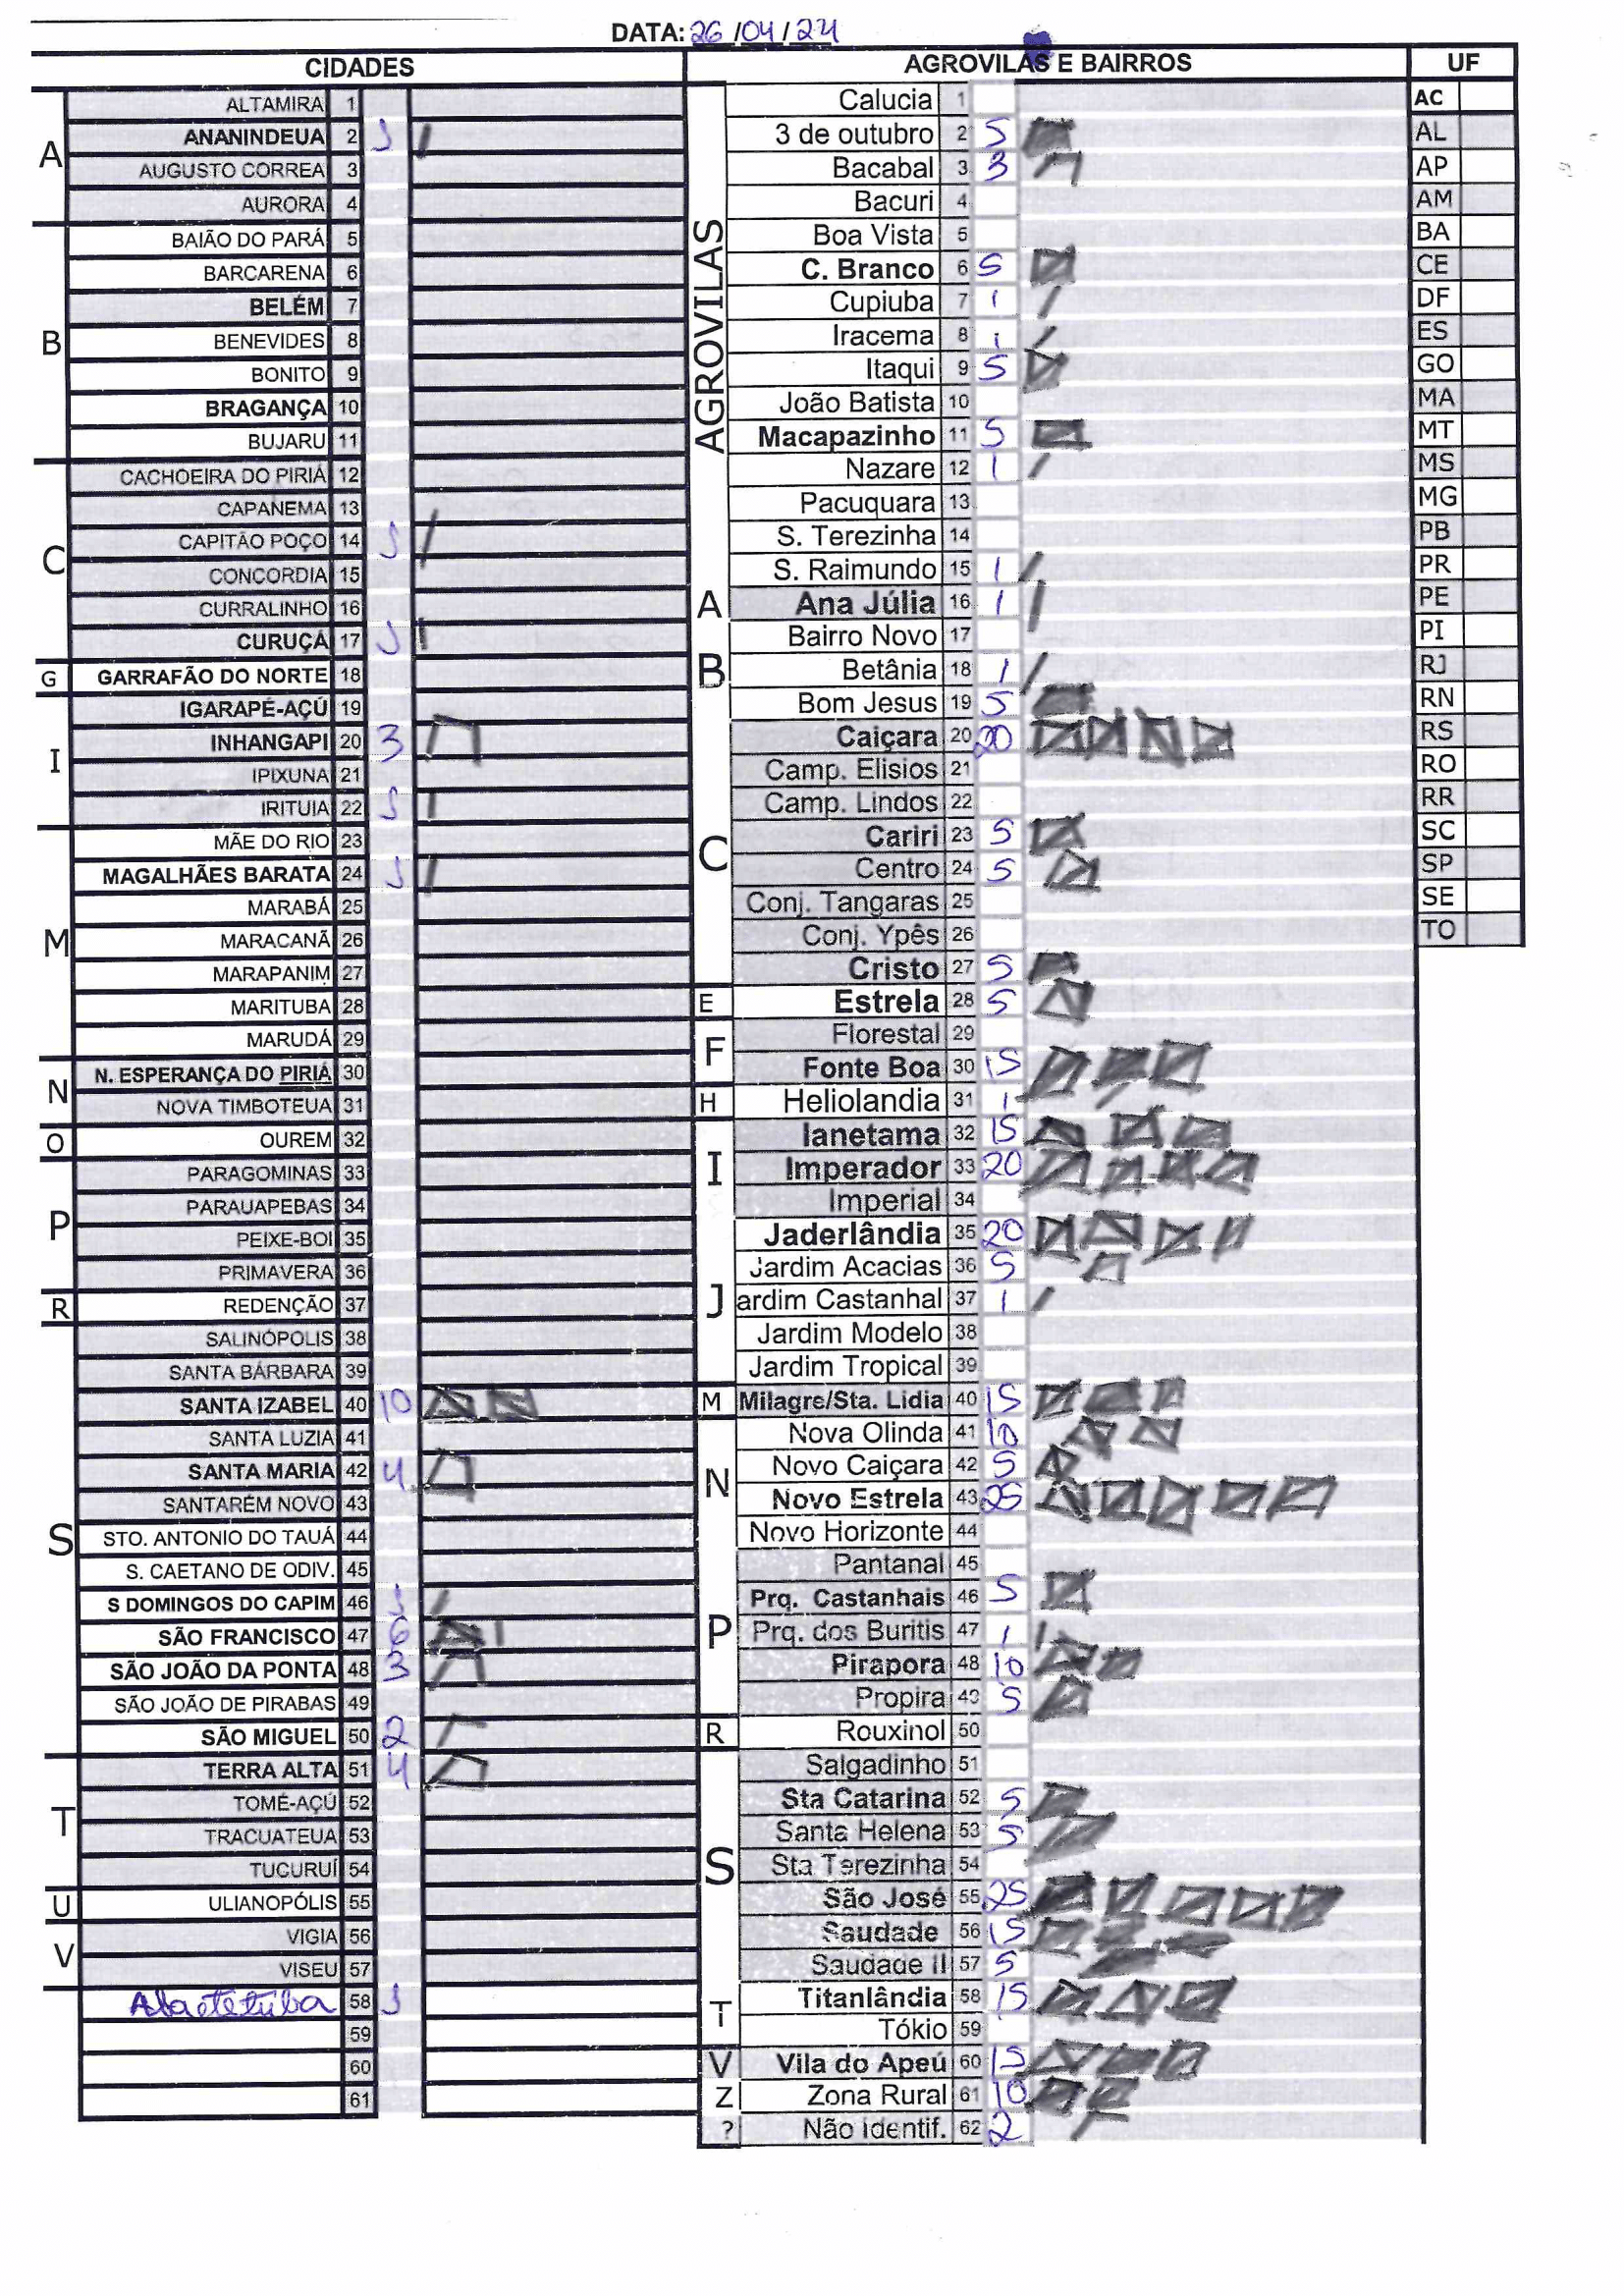 DATA: 26/04/24
CIDADES
A
ALTAMIRA 1
ANANINDEUA 2 1
AUGUSTO CORREA 3
AURORA 4
B
BAIÃO DO PARÁ 5
BARCARENA 6
BELÉM 7
BENEVIDES 8
BONITO 9
BRAGANÇA 10
BUJARU 11
C
CACHOEIRA DO PIRIÁ 12
CAPANEMA 13
CAPITÃO POÇO 14 1
CONCORDIA 15
CURRALINHO 16
CURUÇÁ 17 1
G
GARRAFÃO DO NORTE 18
I
IGARAPÉ-AÇÚ 19
INHANGAPI 20 3
IPIXUNA 21
IRITUIA 22 1
M
MÃE DO RIO 23
MAGALHÃES BARATA 24 1
MARABÁ 25
MARACANÃ 26
MARAPANIM 27
MARITUBA 28
MARUDÁ 29
N
N. ESPERANÇA DO PIRIÁ 30
NOVA TIMBOTEUA 31
O
OUREM 32
P
PARAGOMINAS 33
PARAUAPEBAS 34
PEIXE-BOI 35
PRIMAVERA 36
R
REDENÇÃO 37
S
SALINÓPOLIS 38
SANTA BÁRBARA 39
SANTA IZABEL 40 10
SANTA LUZIA 41
SANTA MARIA 42 4
SANTARÉM NOVO 43
STO. ANTONIO DO TAUÁ 44
S. CAETANO DE ODIV. 45
S DOMINGOS DO CAPIM 46 1
SÃO FRANCISCO 47 6
SÃO JOÃO DA PONTA 48 3
SÃO JOÃO DE PIRABAS 49
SÃO MIGUEL 50 2
T
TERRA ALTA 51 4
TOMÉ-AÇÚ 52
TRACUATEUA 53
TUCURUÍ 54
U
ULIANOPÓLIS 55
V
VIGIA 56
VISEU 57
Abaetetuba 58 1
59
60
61
AGROVILAS E BAIRROS
AGROVILAS
Calucia 1
3 de outubro 2 5
Bacabal 3 3
Bacuri 4
Boa Vista 5
C. Branco 6 5
Cupiuba 7 1
Iracema 8 1
Itaqui 9 5
João Batista 10
Macapazinho 11 5
Nazare 12 1
Pacuquara 13
S. Terezinha 14
S. Raimundo 15 1
A
Ana Júlia 16 1
B
Bairro Novo 17
Betânia 18 1
Bom Jesus 19 5
C
Caiçara 20 20
Camp. Elisios 21
Camp. Lindos 22
Cariri 23 5
Centro 24 5
Conj. Tangaras 25
Conj. Ypês 26
Cristo 27 5
E
Estrela 28 5
F
Florestal 29
Fonte Boa 30 15
H
Heliolandia 31 1
I
Ianetama 32 15
Imperador 33 20
Imperial 34
J
Jaderlândia 35 20
Jardim Acacias 36 5
ardim Castanhal 37 1
Jardim Modelo 38
Jardim Tropical 39
M
Milagre/Sta. Lidia 40 15
N
Nova Olinda 41 10
Novo Caiçara 42 5
Novo Estrela 43 25
Novo Horizonte 44
P
Pantanal 45
Prq. Castanhais 46 5
Prq. dos Buritis 47 1
Pirapora 48 10
Propira 49 5
R
Rouxinol 50
S
Salgadinho 51
Sta Catarina 52 5
Santa Helena 53 5
Sta Terezinha 54
São José 55 25
Saudade 56 15
Saudade II 57 5
T
Titanlândia 58 15
Tókio 59
V
Vila do Apeú 60 15
Z
Zona Rural 61 10
?
Não identif. 62 2
UF
AC
AL
AP
AM
BA
CE
DF
ES
GO
MA
MT
MS
MG
PB
PR
PE
PI
RJ
RN
RS
RO
RR
SC
SP
SE
TO